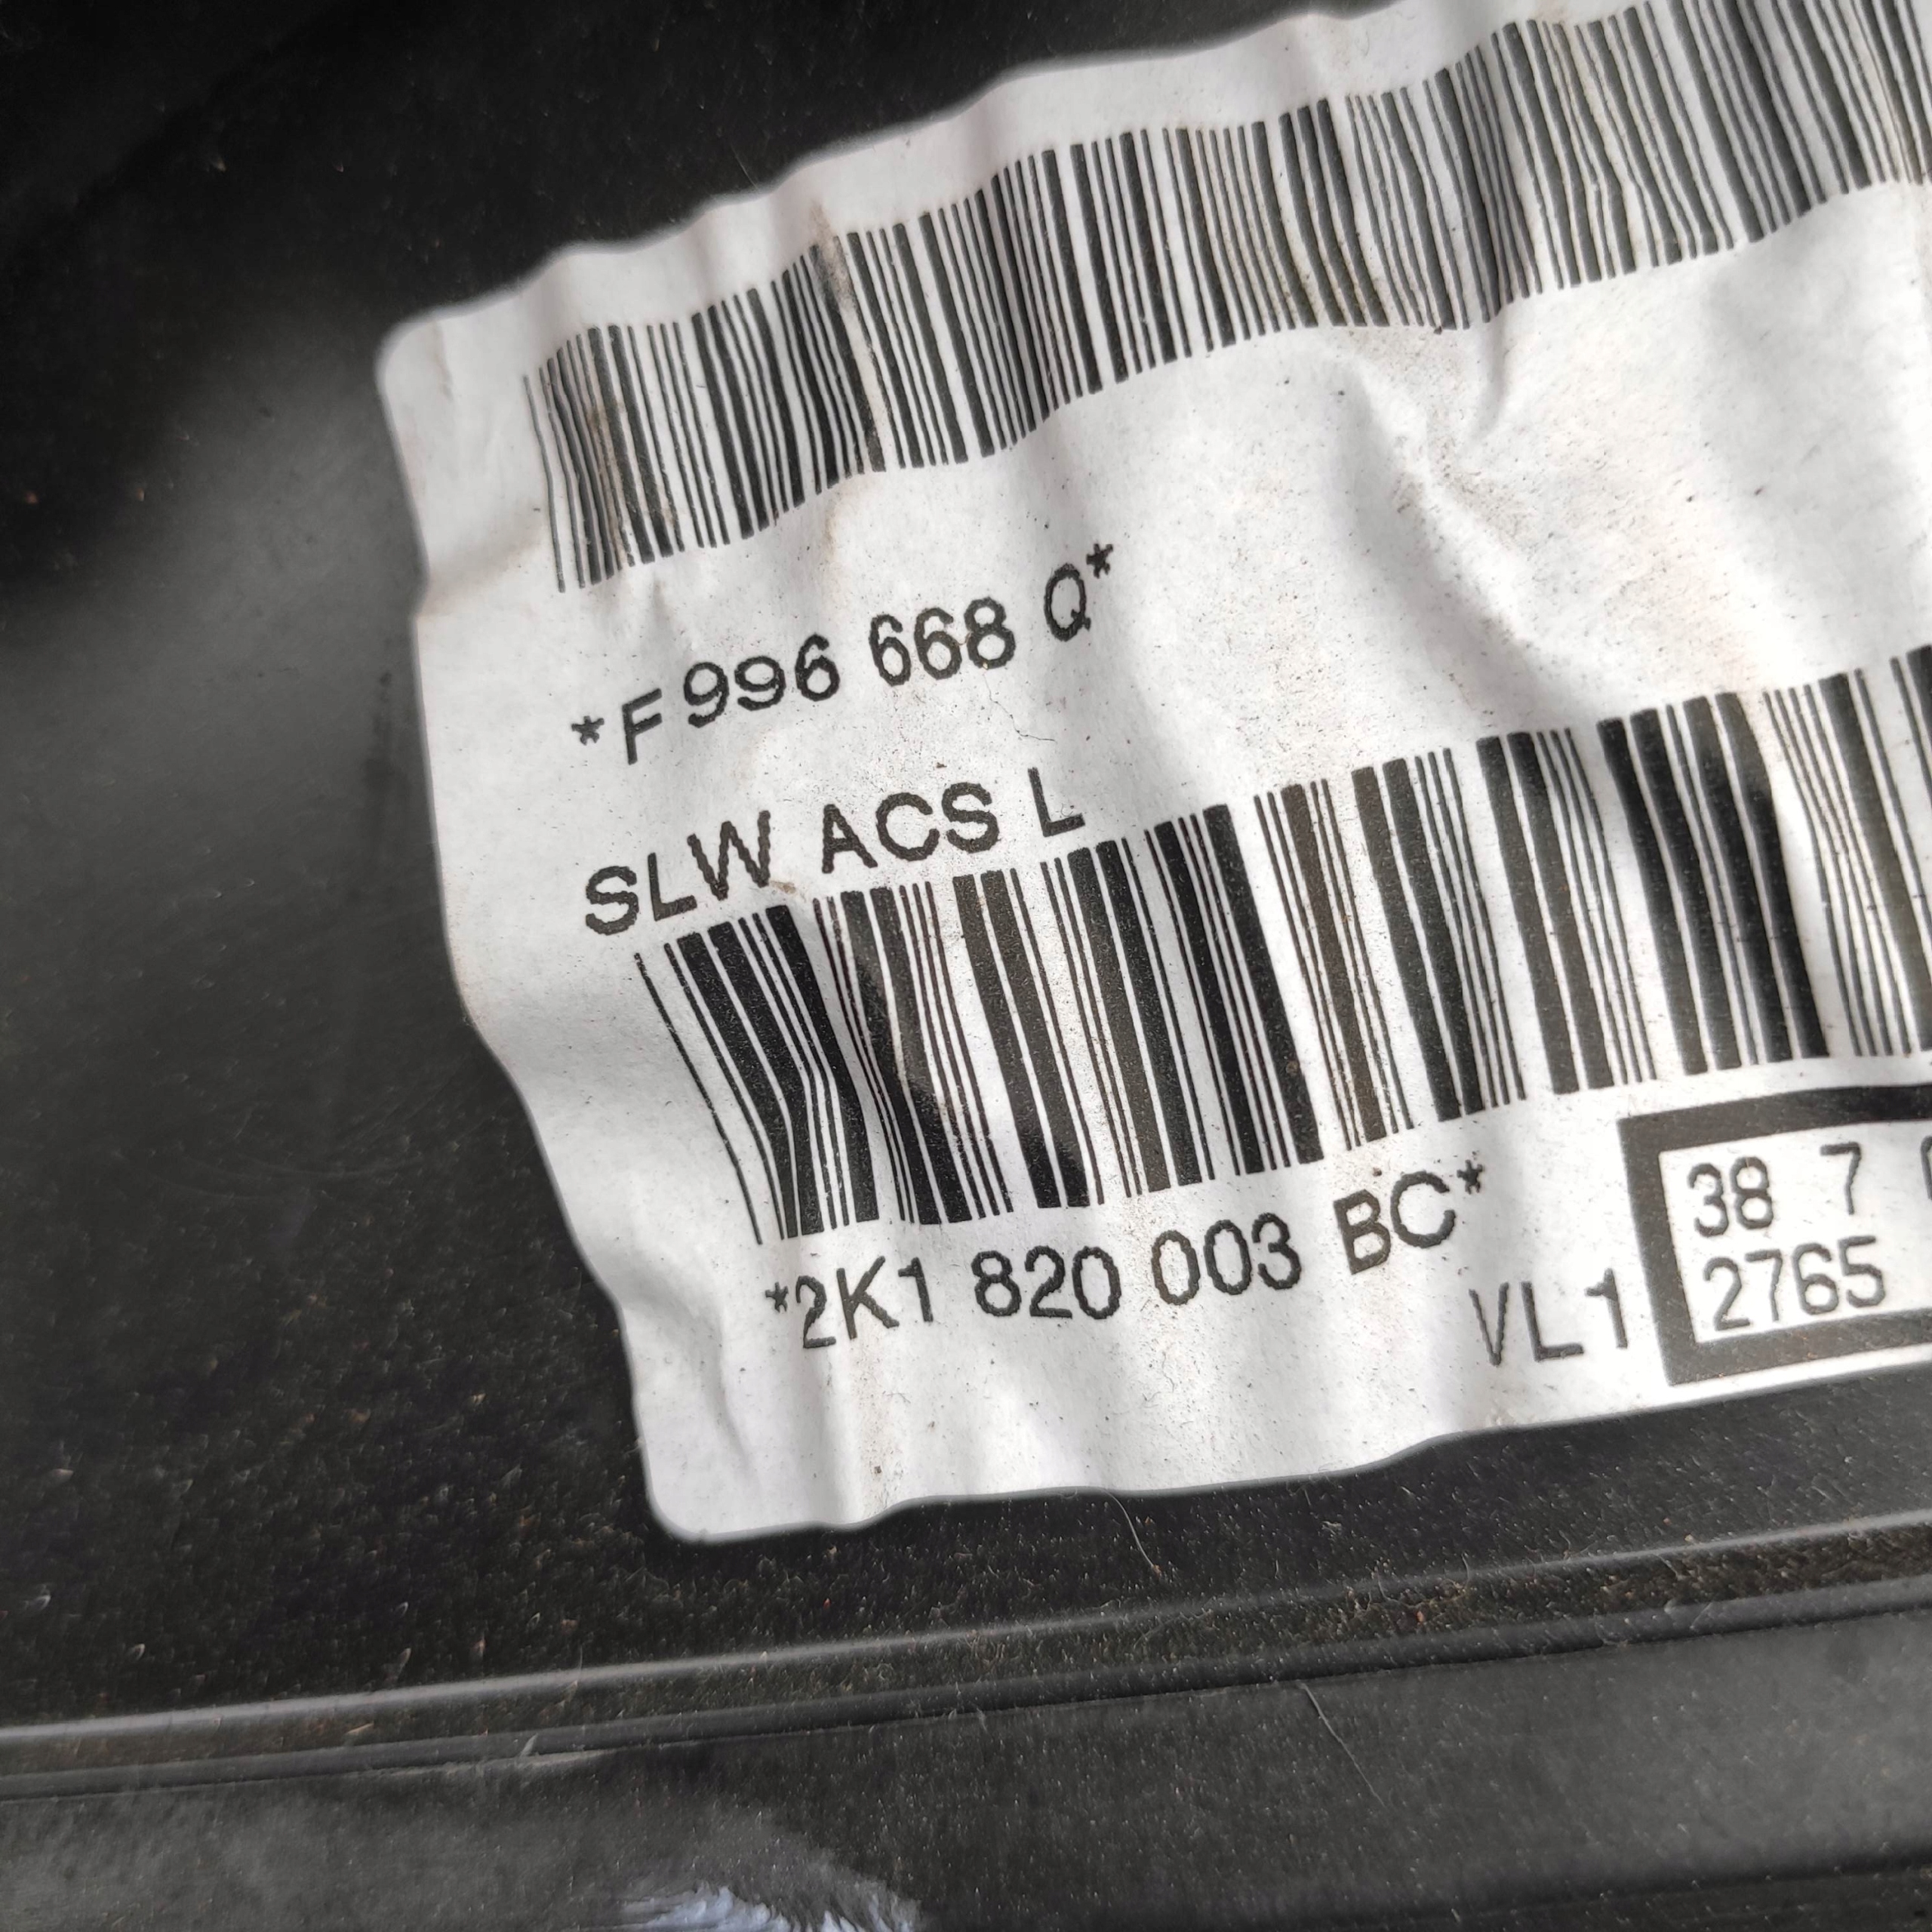 *F 996 668 Q*
SLW ACS L
*2K1 820 003 BC*
VL1
38 7
2765